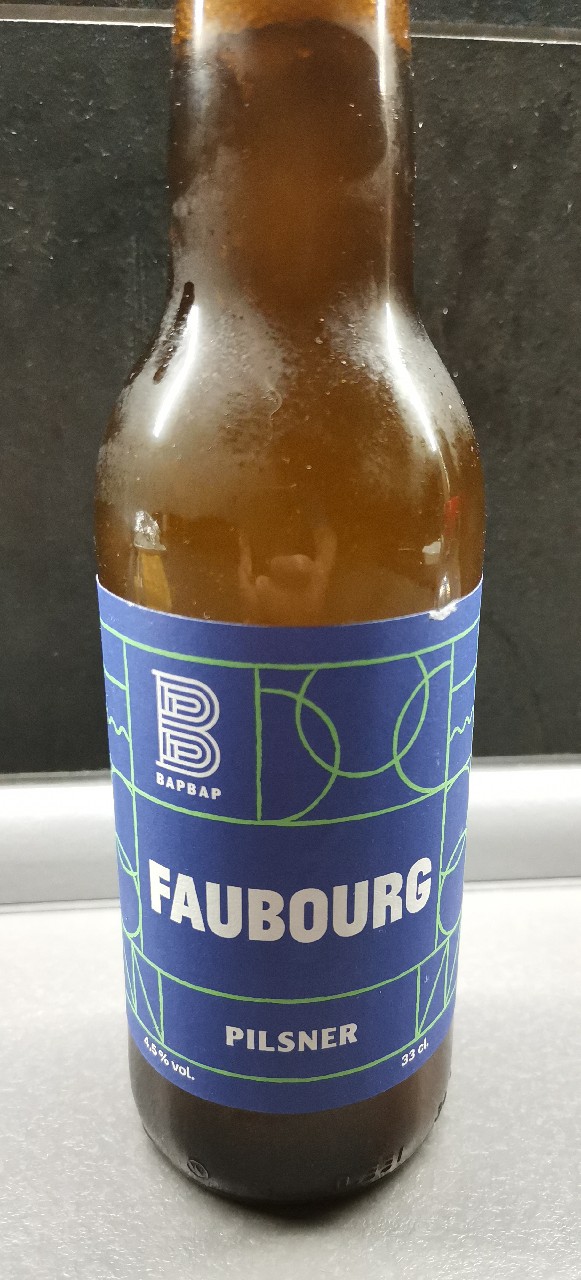 B
BAPBAP
FAUBOURG
PILSNER
4,5% vol.
33 cl.